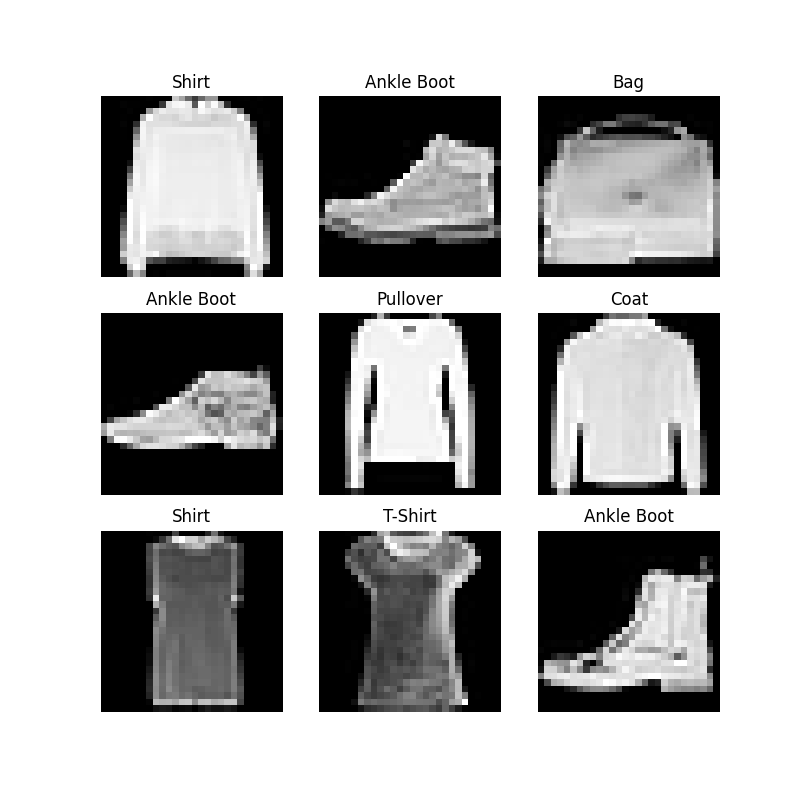 Shirt
Ankle Boot
Bag
Ankle Boot
Pullover
Coat
Shirt
T-Shirt
Ankle Boot